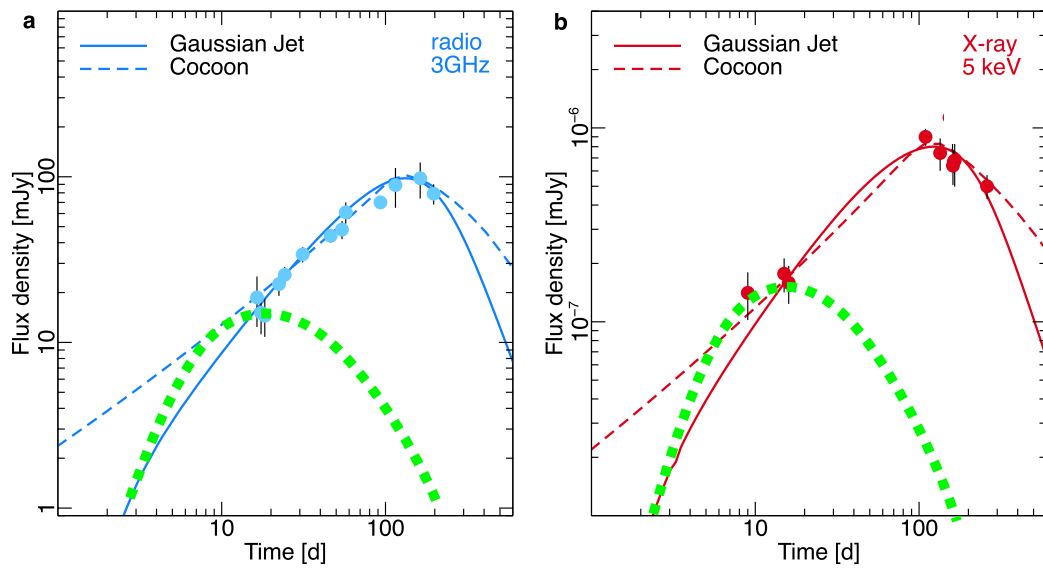 a
Gaussian Jet
Cocoon
radio
3GHz
Flux density [mJy]
100
10
1
10
100
Time [d]
b
Gaussian Jet
Cocoon
X-ray
5 keV
Flux density [mJy]
10⁻⁶
10⁻⁷
10
100
Time [d]